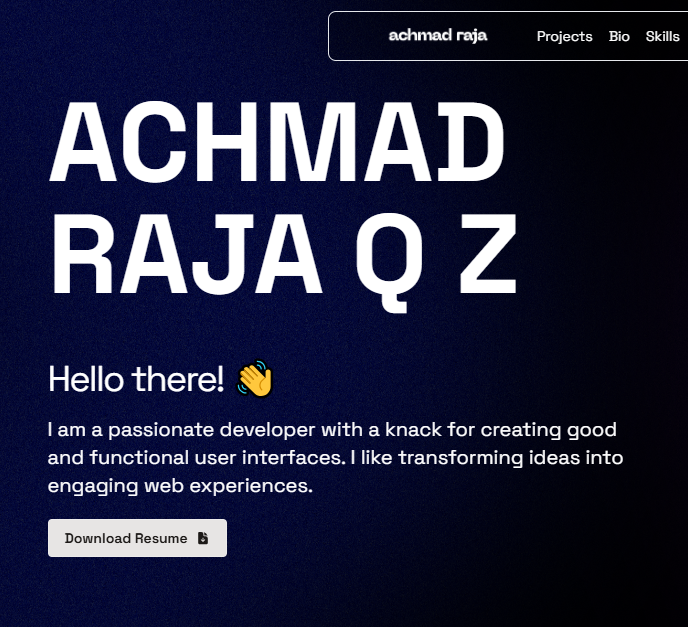 achmad raja Projects Bio Skills
ACHMAD
RAJA Q Z
Hello there! 👋
I am a passionate developer with a knack for creating good
and functional user interfaces. I like transforming ideas into
engaging web experiences.
Download Resume